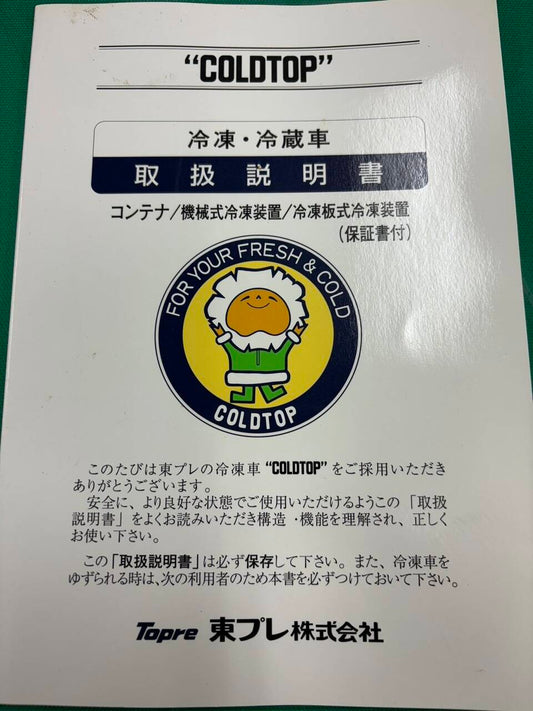 “COLDTOP”
冷凍・冷蔵車
取扱説明書
コンテナ/機械式冷凍装置/冷凍板式冷凍装置
(保証書付)
FOR YOUR FRESH & COLD
COLDTOP
このたびは東プレの冷凍車“COLDTOP”をご採用いただき
ありがとうございます。
安全に、より良好な状態でご使用いただけるようこの「取扱
説明書」をよくお読みいただき構造・機能を理解され、正しく
お使い下さい。
この「取扱説明書」は必ず保存して下さい。また、冷凍車を
ゆずられる時は、次の利用者のため本書を必ずつけておいて下さい。
Topre 東プレ株式会社